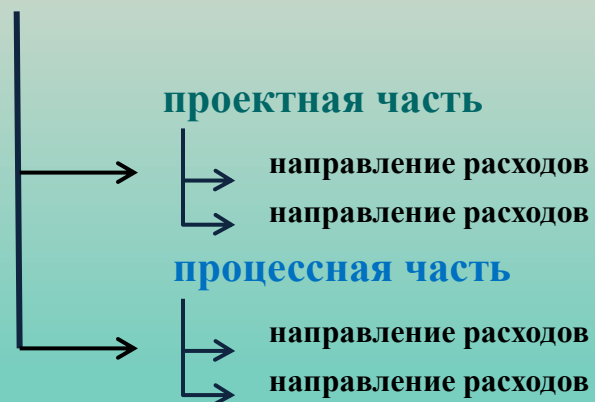 проектная часть
направление расходов
направление расходов
процессная часть
направление расходов
направление расходов